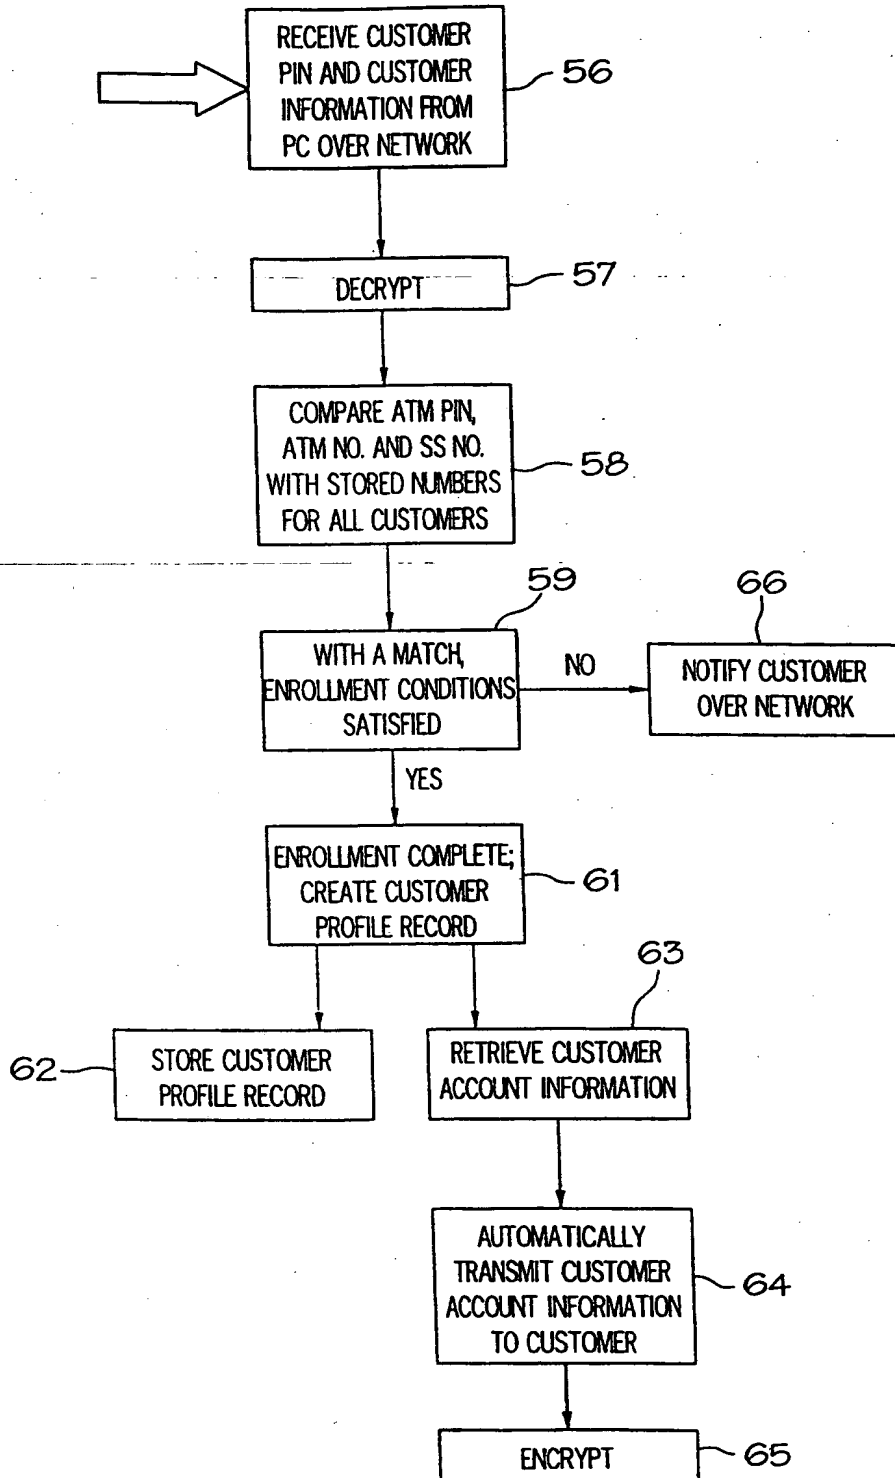 RECEIVE CUSTOMER
PIN AND CUSTOMER
INFORMATION FROM
PC OVER NETWORK
56
DECRYPT
57
COMPARE ATM PIN,
ATM NO. AND SS NO.
WITH STORED NUMBERS
FOR ALL CUSTOMERS
58
59
WITH A MATCH,
ENROLLMENT CONDITIONS
SATISFIED
NO
66
NOTIFY CUSTOMER
OVER NETWORK
YES
ENROLLMENT COMPLETE;
CREATE CUSTOMER
PROFILE RECORD
61
62
STORE CUSTOMER
PROFILE RECORD
63
RETRIEVE CUSTOMER
ACCOUNT INFORMATION
AUTOMATICALLY
TRANSMIT CUSTOMER
ACCOUNT INFORMATION
TO CUSTOMER
64
ENCRYPT
65